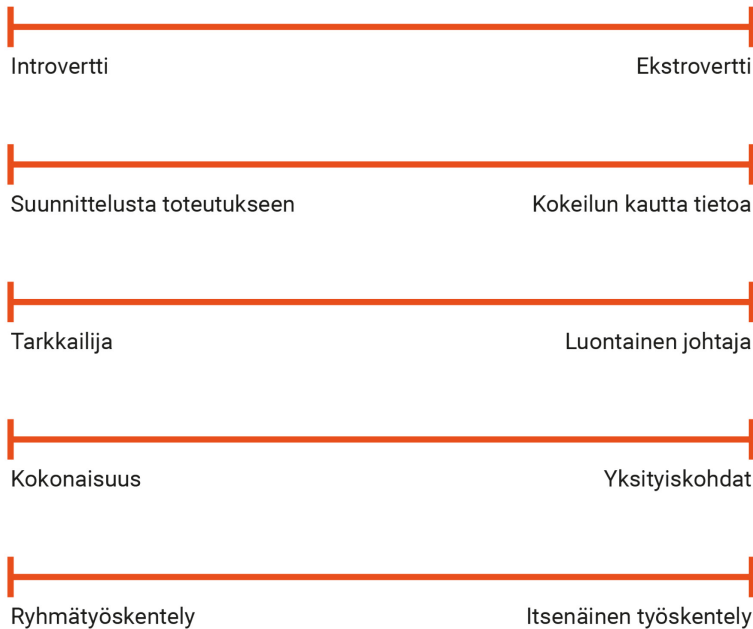 Introvertti Ekstrovertti
Suunnittelusta toteutukseen Kokeilun kautta tietoa
Tarkkailija Luontainen johtaja
Kokonaisuus Yksityiskohdat
Ryhmätyöskentely Itsenäinen työskentely